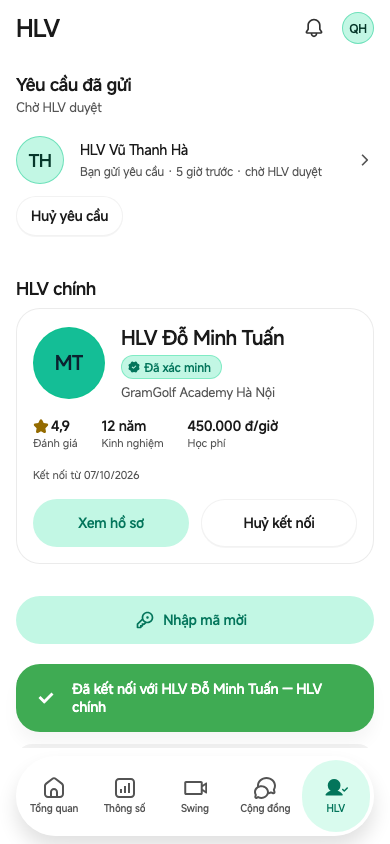 HLV
QH
Yêu cầu đã gửi
Chờ HLV duyệt
TH
HLV Vũ Thanh Hà
Bạn gửi yêu cầu · 5 giờ trước · chờ HLV duyệt
Huỷ yêu cầu
HLV chính
MT
HLV Đỗ Minh Tuấn
Đã xác minh
GramGolf Academy Hà Nội
4,9
12 năm
450.000 đ/giờ
Đánh giá
Kinh nghiệm
Học phí
Kết nối từ 07/10/2026
Xem hồ sơ
Huỷ kết nối
Nhập mã mời
Đã kết nối với HLV Đỗ Minh Tuấn — HLV
chính
Tổng quan
Thông số
Swing
Cộng đồng
HLV